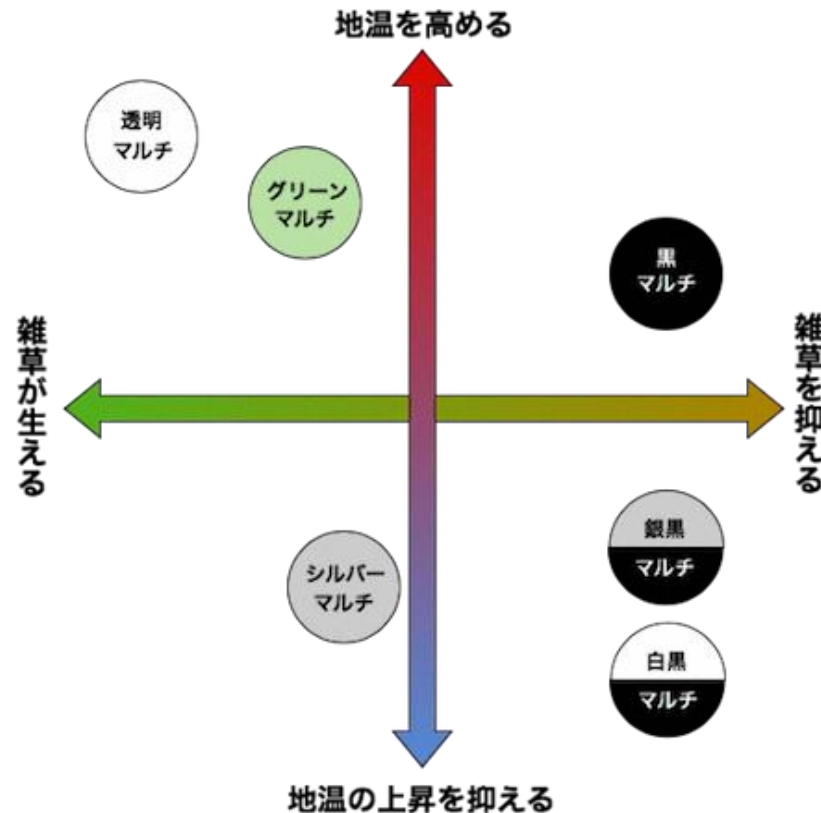 地温を高める
透明
マルチ
グリーン
マルチ
黒
マルチ
雑草が生える
雑草を抑える
銀黒
マルチ
シルバー
マルチ
白黒
マルチ
地温の上昇を抑える